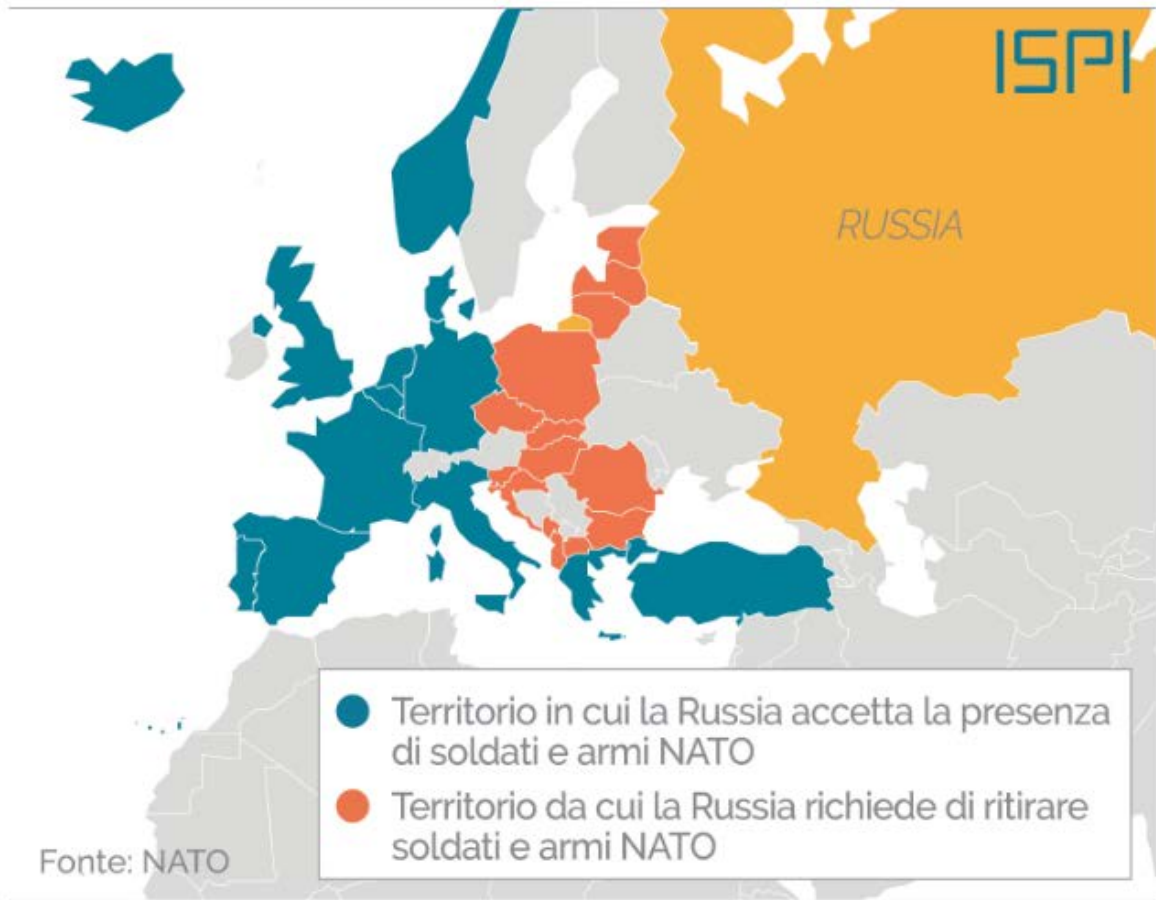 ISPI
RUSSIA
Territorio in cui la Russia accetta la presenza
di soldati e armi NATO
Territorio da cui la Russia richiede di ritirare
soldati e armi NATO
Fonte: NATO